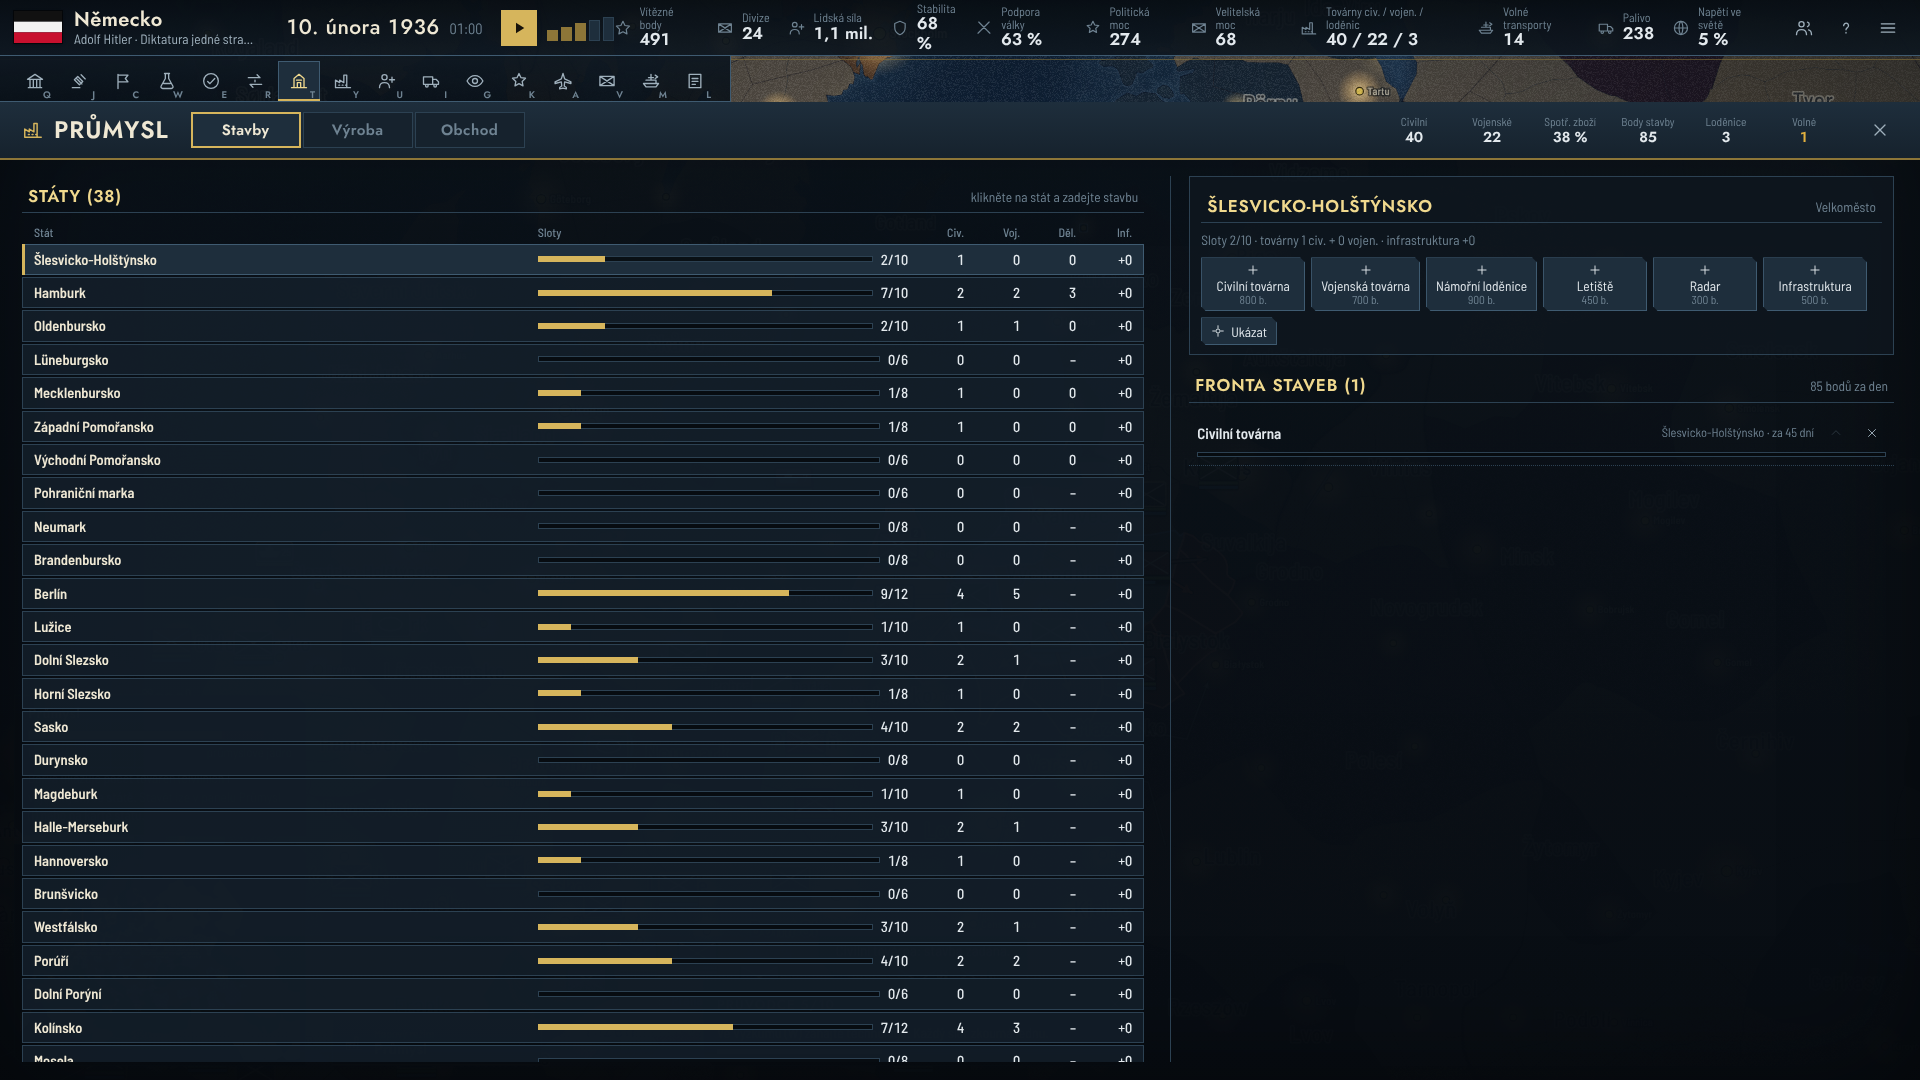 Německo
Adolf Hitler · Diktatura jedné stra...
10. února 1936 01:00
Vítězné body 491
Divize 24
Lidská síla 1,1 mil.
Stabilita 68 %
Podpora války 63 %
Politická moc 274
Velitelská moc 68
Továrny civ. / vojen. / loděnic 40 / 22 / 3
Volné transporty 14
Palivo 238
Napětí ve světě 5 %
?
Q J C W E R T Y U I G K A V M L
Tartu
PRŮMYSL
Stavby
Výroba
Obchod
Civilní 40
Vojenské 22
Spotř. zboží 38 %
Body stavby 85
Loděnice 3
Volné 1
STÁTY (38)
klikněte na stát a zadejte stavbu
Stát Sloty Civ. Voj. Děl. Inf.
Šlesvicko-Holštýnsko 2/10 1 0 0 +0
Hamburk 7/10 2 2 3 +0
Oldenbursko 2/10 1 1 0 +0
Lüneburgsko 0/6 0 0 – +0
Mecklenbursko 1/8 1 0 0 +0
Západní Pomořansko 1/8 1 0 0 +0
Východní Pomořansko 0/6 0 0 0 +0
Pohraniční marka 0/6 0 0 – +0
Neumark 0/8 0 0 – +0
Brandenbursko 0/8 0 0 – +0
Berlín 9/12 4 5 – +0
Lužice 1/10 1 0 – +0
Dolní Slezsko 3/10 2 1 – +0
Horní Slezsko 1/8 1 0 – +0
Sasko 4/10 2 2 – +0
Durynsko 0/8 0 0 – +0
Magdeburk 1/10 1 0 – +0
Halle-Merseburk 3/10 2 1 – +0
Hannoversko 1/8 1 0 – +0
Brunšvicko 0/6 0 0 – +0
Westfálsko 3/10 2 1 – +0
Porúří 4/10 2 2 – +0
Dolní Porýní 0/6 0 0 – +0
Kolínsko 7/12 4 3 – +0
Mosela 0/8 0 0 – +0
ŠLESVICKO-HOLŠTÝNSKO
Velkoměsto
Sloty 2/10 · továrny 1 civ. + 0 vojen. · infrastruktura +0
Civilní továrna 800 b.
Vojenská továrna 700 b.
Námořní loděnice 900 b.
Letiště 450 b.
Radar 300 b.
Infrastruktura 500 b.
Ukázat
FRONTA STAVEB (1)
85 bodů za den
Civilní továrna
Šlesvicko-Holštýnsko · za 45 dní